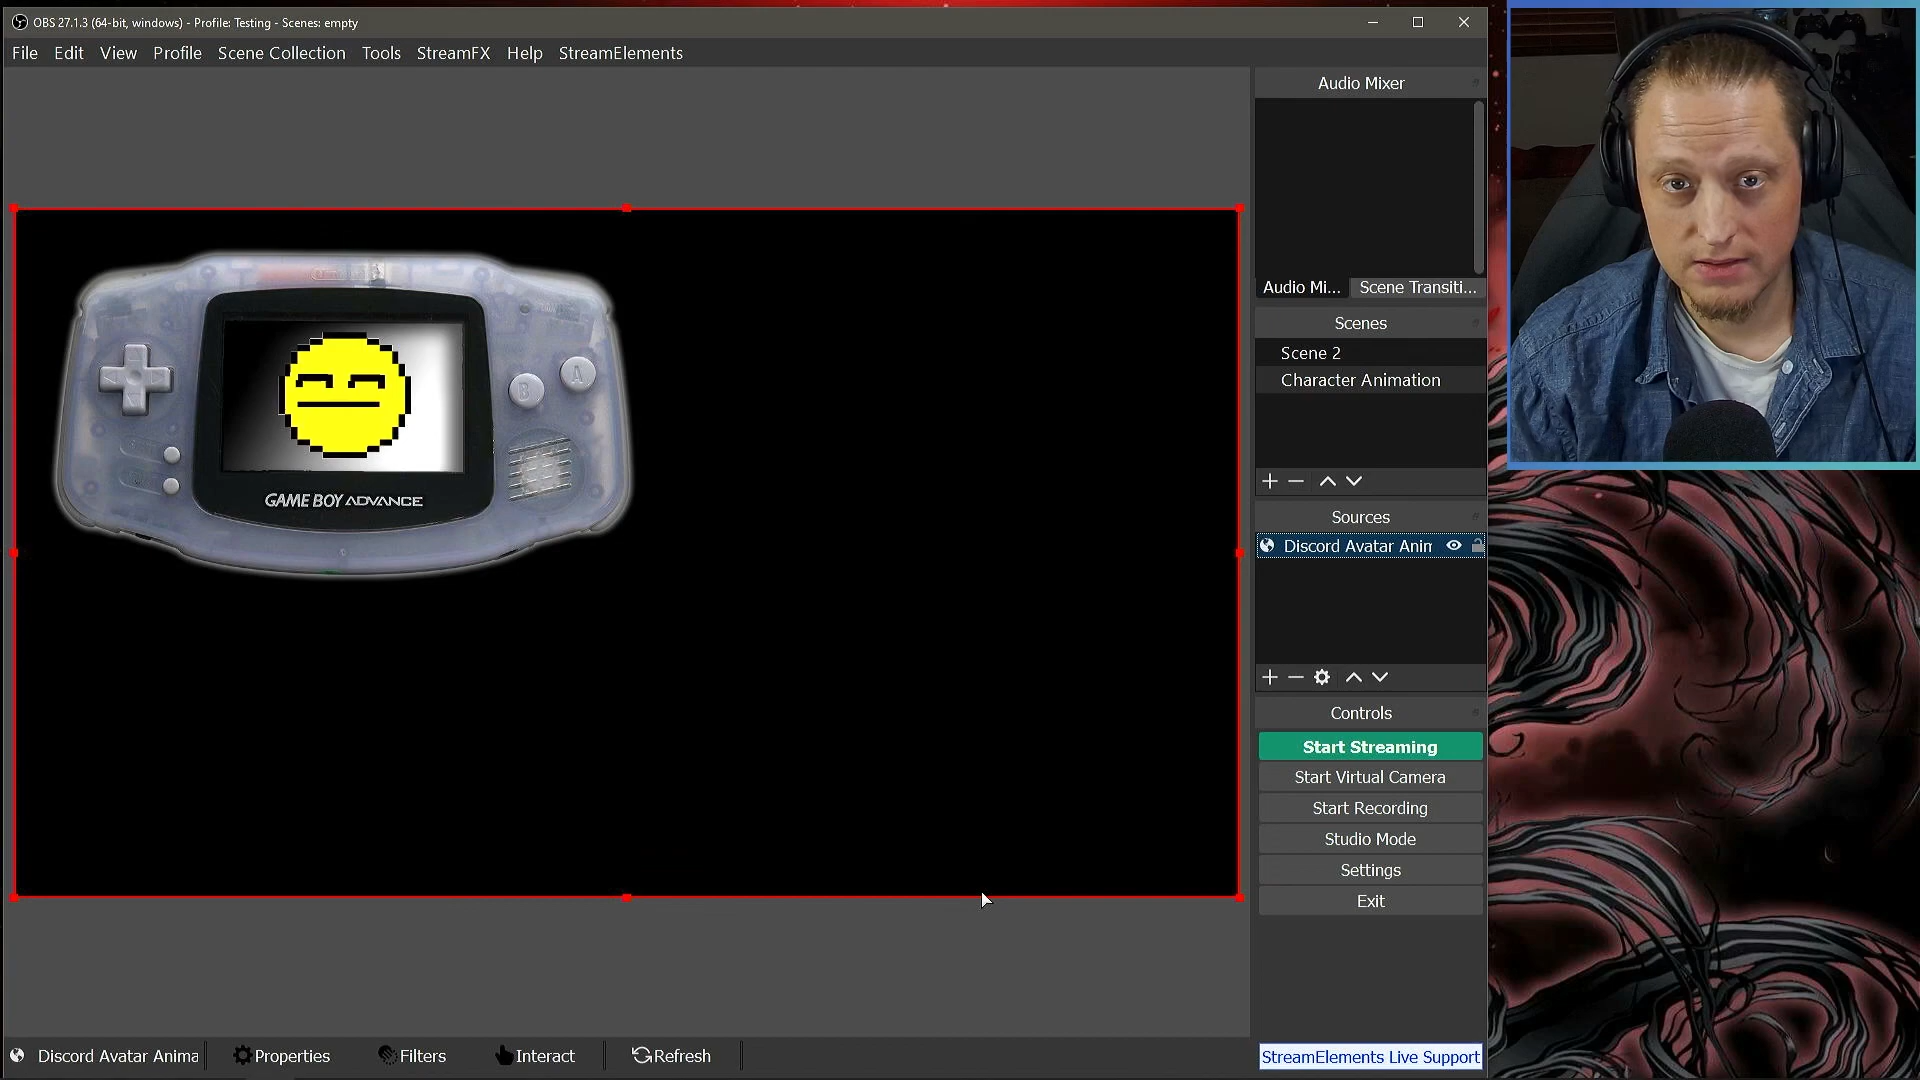 OBS 27.1.3 (64-bit, windows) - Profile: Testing - Scenes: empty
File Edit View Profile Scene Collection Tools StreamFX Help StreamElements
Audio Mixer
Audio Mi... Scene Transiti...
Scenes
Scene 2
Character Animation
Sources
Discord Avatar Anim
B
A
GAME BOY ADVANCE
Controls
Start Streaming
Start Virtual Camera
Start Recording
Studio Mode
Settings
Exit
Discord Avatar Anima Properties Filters Interact Refresh
StreamElements Live Support